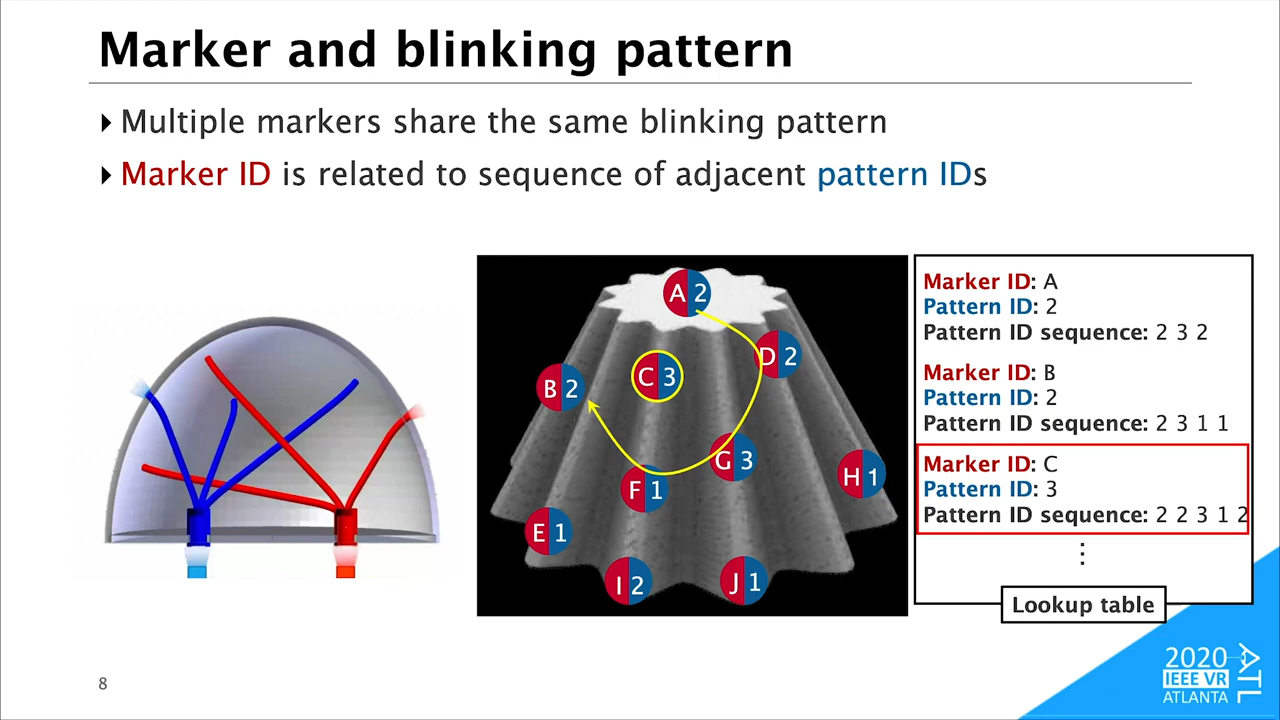 Marker and blinking pattern
Multiple markers share the same blinking pattern
Marker ID is related to sequence of adjacent pattern IDs
A 2
D 2
C 3
B 2
G 3
H 1
F 1
E 1
I 2
J 1
Marker ID: A
Pattern ID: 2
Pattern ID sequence: 2 3 2
Marker ID: B
Pattern ID: 2
Pattern ID sequence: 2 3 1 1
Marker ID: C
Pattern ID: 3
Pattern ID sequence: 2 2 3 1 2
⋮
Lookup table
8
2020
IEEE VR
ATLANTA
ATL